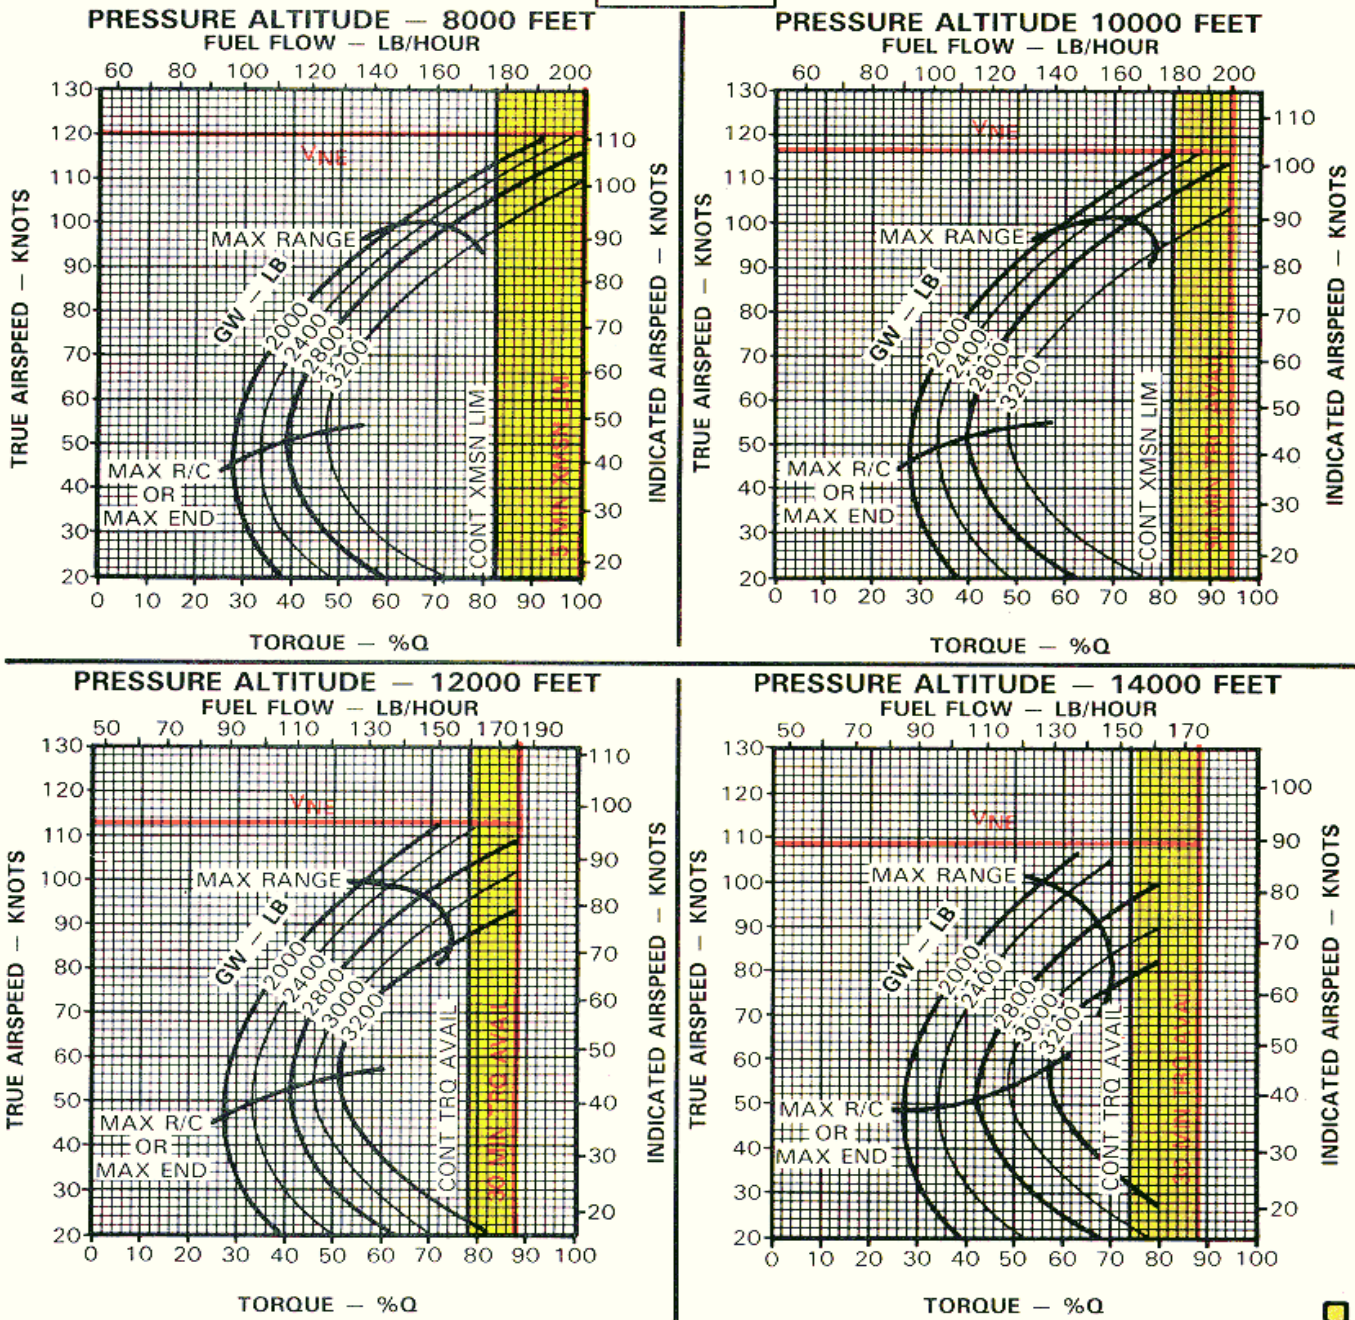 PRESSURE ALTITUDE — 8000 FEET
FUEL FLOW — LB/HOUR
60 80 100 120 140 160 180 200
130
120
110
100
90
80
70
60
50
40
30
20
TRUE AIRSPEED — KNOTS
VNE
MAX RANGE
GW — LB
2000
2400
2800
3200
MAX R/C
OR
MAX END
CONT XMSN LIM
5 MIN XMSN LIM
110
100
90
80
70
60
50
40
30
20
INDICATED AIRSPEED — KNOTS
0 10 20 30 40 50 60 70 80 90 100
TORQUE — %Q
PRESSURE ALTITUDE 10000 FEET
FUEL FLOW — LB/HOUR
60 80 100 120 140 160 180 200
130
120
110
100
90
80
70
60
50
40
30
20
TRUE AIRSPEED — KNOTS
VNE
MAX RANGE
GW — LB
2000
2400
2800
3200
MAX R/C
OR
MAX END
CONT XMSN LIM
30 MIN TRQ AVAL
110
100
90
80
70
60
50
40
30
20
INDICATED AIRSPEED — KNOTS
0 10 20 30 40 50 60 70 80 90 100
TORQUE — %Q
PRESSURE ALTITUDE — 12000 FEET
FUEL FLOW — LB/HOUR
50 70 90 110 130 150 170 190
130
120
110
100
90
80
70
60
50
40
30
20
TRUE AIRSPEED — KNOTS
VNE
MAX RANGE
GW — LB
2000
2400
2800
3000
3200
MAX R/C
OR
MAX END
CONT TRQ AVAIL
30 MIN TRQ AVAL
110
100
90
80
70
60
50
40
30
20
INDICATED AIRSPEED — KNOTS
0 10 20 30 40 50 60 70 80 90 100
TORQUE — %Q
PRESSURE ALTITUDE — 14000 FEET
FUEL FLOW — LB/HOUR
50 70 90 110 130 150 170
130
120
110
100
90
80
70
60
50
40
30
20
TRUE AIRSPEED — KNOTS
VNE
MAX RANGE
GW — LB
2000
2400
2800
3000
3200
MAX R/C
OR
MAX END
CONT TRQ AVAIL
30 MIN TRQ AVAL
100
90
80
70
60
50
40
30
20
INDICATED AIRSPEED — KNOTS
0 10 20 30 40 50 60 70 80 90 100
TORQUE — %Q